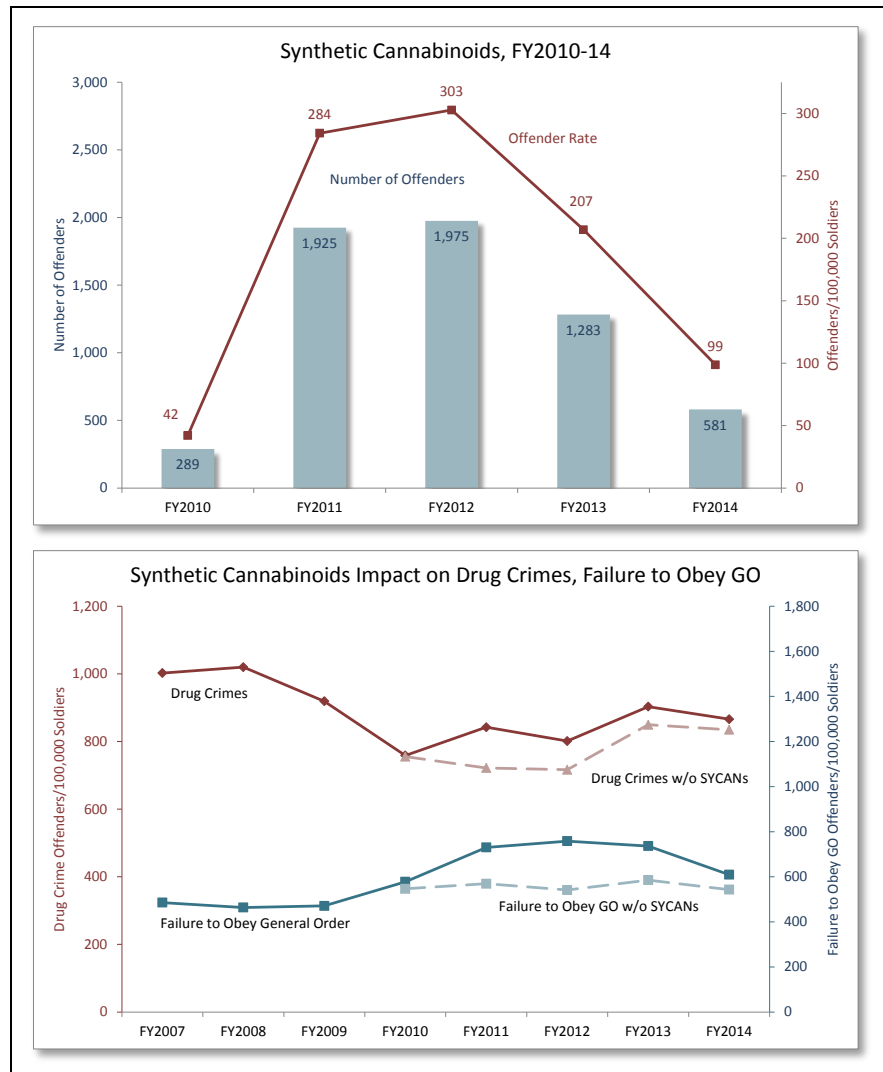 Synthetic Cannabinoids, FY2010-14
3,000
2,500
2,000
1,500
1,000
500
0
Number of Offenders
300
250
200
150
100
50
0
Offenders/100,000 Soldiers
42
284
303
207
99
Offender Rate
Number of Offenders
289
1,925
1,975
1,283
581
FY2010
FY2011
FY2012
FY2013
FY2014
Synthetic Cannabinoids Impact on Drug Crimes, Failure to Obey GO
1,200
1,000
800
600
400
200
0
Drug Crime Offenders/100,000 Soldiers
1,800
1,600
1,400
1,200
1,000
800
600
400
200
0
Failure to Obey GO Offenders/100,000 Soldiers
Drug Crimes
Drug Crimes w/o SYCANs
Failure to Obey General Order
Failure to Obey GO w/o SYCANs
FY2007
FY2008
FY2009
FY2010
FY2011
FY2012
FY2013
FY2014